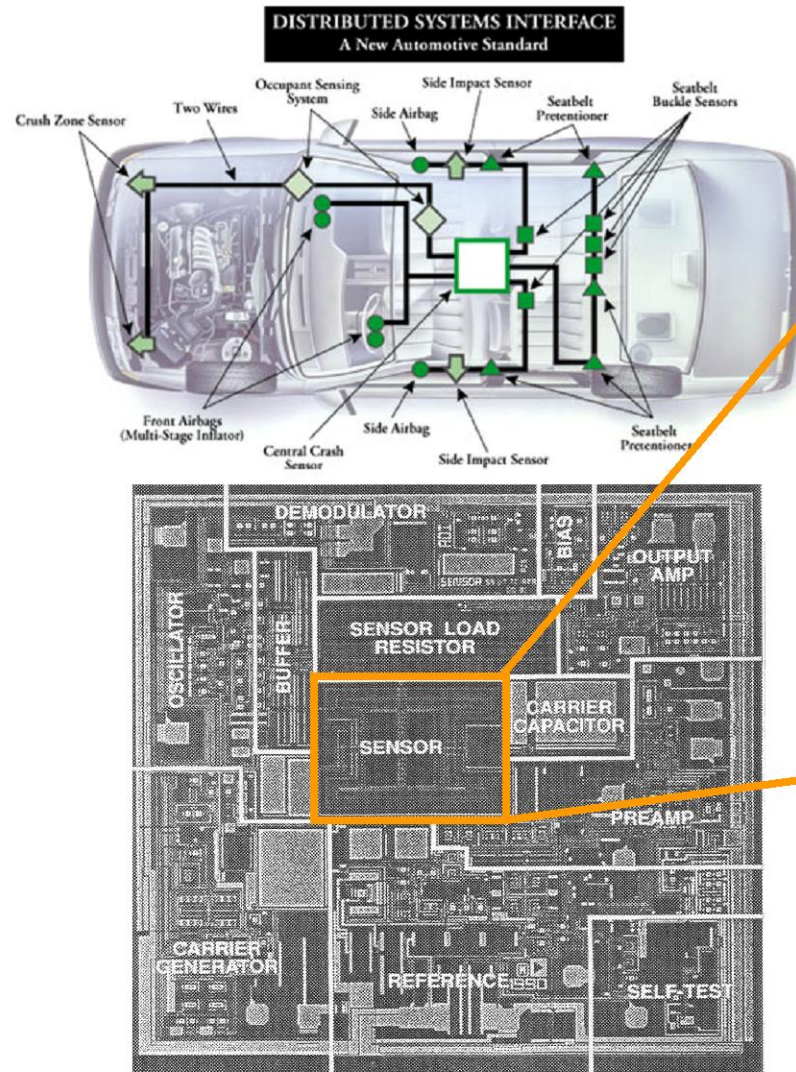 DISTRIBUTED SYSTEMS INTERFACE
A New Automotive Standard
Crush Zone Sensor
Two Wires
Occupant Sensing
System
Side Airbag
Side Impact Sensor
Seatbelt
Pretentioner
Seatbelt
Buckle Sensors
Front Airbags
(Multi-Stage Inflator)
Central Crash
Sensor
Side Airbag
Side Impact Sensor
Seatbelt
Pretentioner
DEMODULATOR
ADI
SENSOR
BIAS
OUTPUT
AMP
OSCILLATOR
BUFFER
SENSOR LOAD
RESISTOR
SENSOR
CARRIER
CAPACITOR
PREAMP
CARRIER
GENERATOR
REFERENCE
1990
SELF-TEST